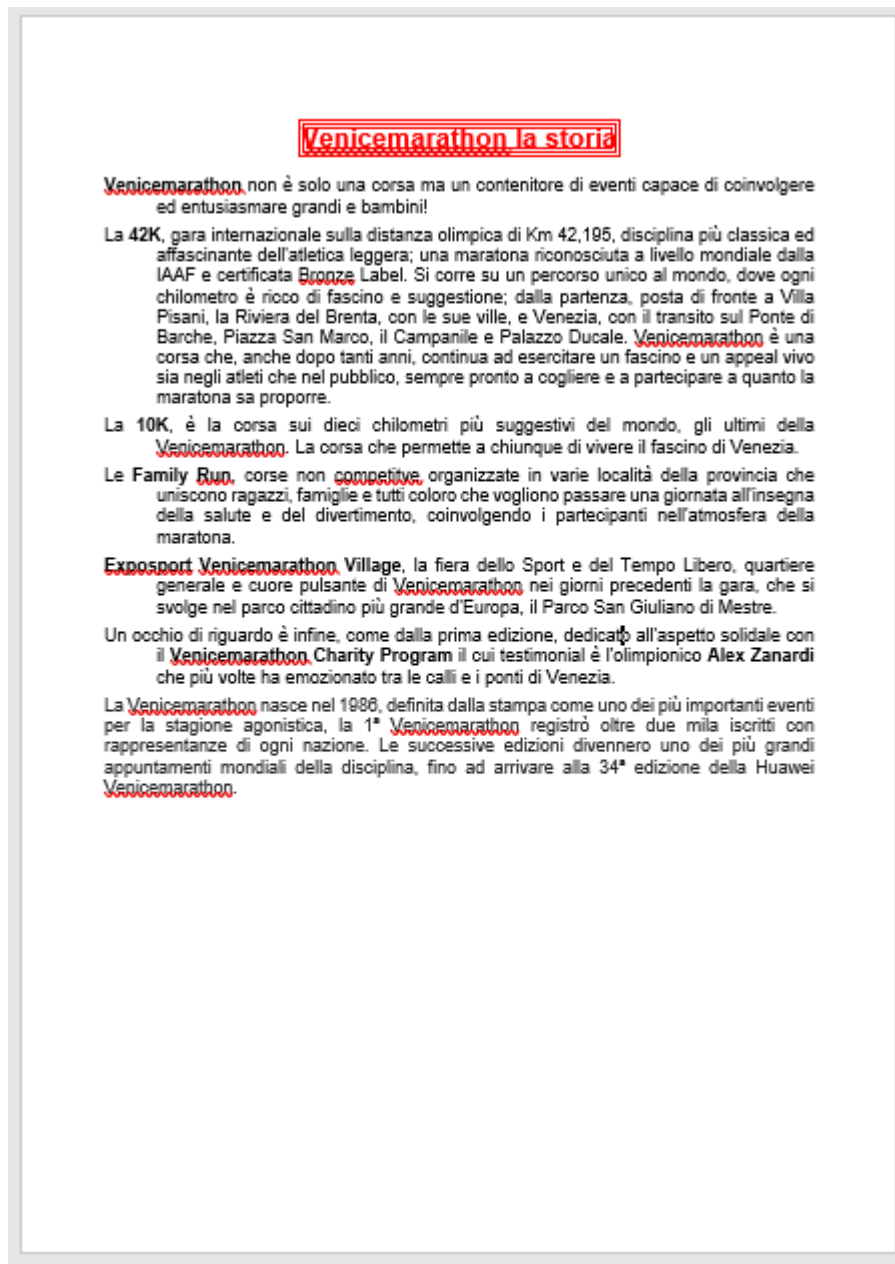 Venicemarathon la storia
Venicemarathon non è solo una corsa ma un contenitore di eventi capace di coinvolgere
ed entusiasmare grandi e bambini!
La 42K, gara internazionale sulla distanza olimpica di Km 42,195, disciplina più classica ed
affascinante dell'atletica leggera; una maratona riconosciuta a livello mondiale dalla
IAAF e certificata Bronze Label. Si corre su un percorso unico al mondo, dove ogni
chilometro è ricco di fascino e suggestione; dalla partenza, posta di fronte a Villa
Pisani, la Riviera del Brenta, con le sue ville, e Venezia, con il transito sul Ponte di
Barche, Piazza San Marco, il Campanile e Palazzo Ducale. Venicemarathon è una
corsa che, anche dopo tanti anni, continua ad esercitare un fascino e un appeal vivo
sia negli atleti che nel pubblico, sempre pronto a cogliere e a partecipare a quanto la
maratona sa proporre.
La 10K, è la corsa sui dieci chilometri più suggestivi del mondo, gli ultimi della
Venicemarathon. La corsa che permette a chiunque di vivere il fascino di Venezia.
Le Family Run, corse non competitve organizzate in varie località della provincia che
uniscono ragazzi, famiglie e tutti coloro che vogliono passare una giornata all'insegna
della salute e del divertimento, coinvolgendo i partecipanti nell'atmosfera della
maratona.
Exposport Venicemarathon Village, la fiera dello Sport e del Tempo Libero, quartiere
generale e cuore pulsante di Venicemarathon nei giorni precedenti la gara, che si
svolge nel parco cittadino più grande d'Europa, il Parco San Giuliano di Mestre.
Un occhio di riguardo è infine, come dalla prima edizione, dedicato all'aspetto solidale con
il Venicemarathon Charity Program il cui testimonial è l'olimpionico Alex Zanardi
che più volte ha emozionato tra le calli e i ponti di Venezia.
La Venicemarathon nasce nel 1986, definita dalla stampa come uno dei più importanti eventi
per la stagione agonistica, la 1ª Venicemarathon registrò oltre due mila iscritti con
rappresentanze di ogni nazione. Le successive edizioni divennero uno dei più grandi
appuntamenti mondiali della disciplina, fino ad arrivare alla 34ª edizione della Huawei
Venicemarathon.